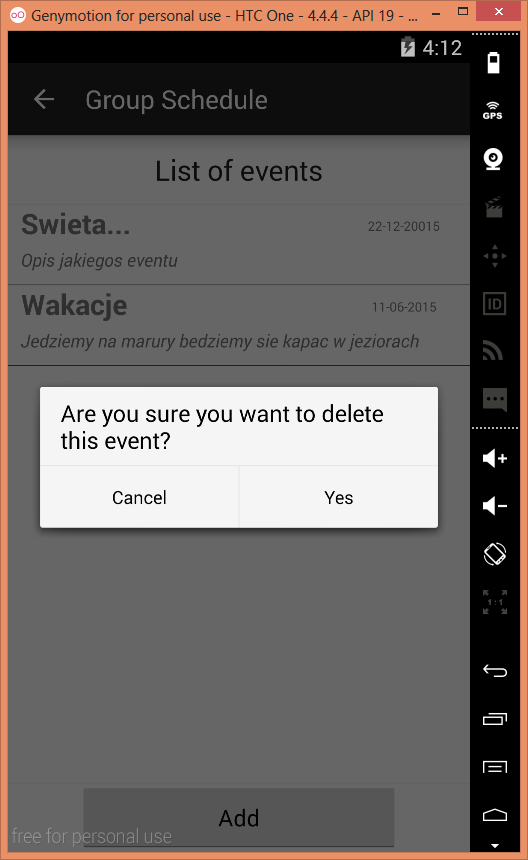 Genymotion for personal use - HTC One - 4.4.4 - API 19 - ...
4:12
GPS
Group Schedule
List of events
Swieta...
22-12-20015
Opis jakiegos eventu
ID
Wakacje
11-06-2015
Jedziemy na marury bedziemy sie kapac w jeziorach
Are you sure you want to delete
this event?
Cancel
Yes
1:1
Add
free for personal use